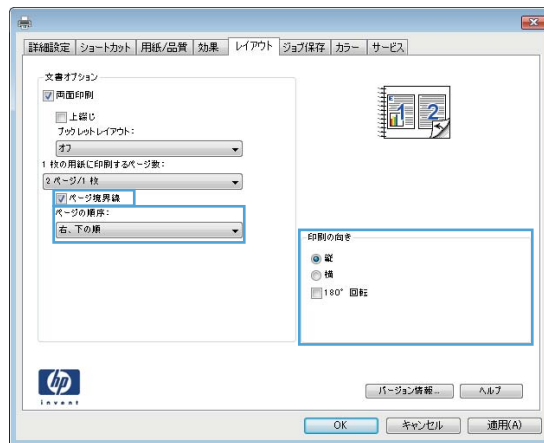 詳細設定 ショートカット 用紙/品質 効果 レイアウト ジョブ保存 カラー サービス
文書オプション
両面印刷
上綴じ
ブックレットレイアウト:
オフ
1 枚の用紙に印刷するページ数:
2 ページ/1 枚
ページ境界線
ページの順序:
右、下の順
1 2
印刷の向き
縦
横
180° 回転
hp
invent
バージョン情報... ヘルプ
OK キャンセル 適用(A)